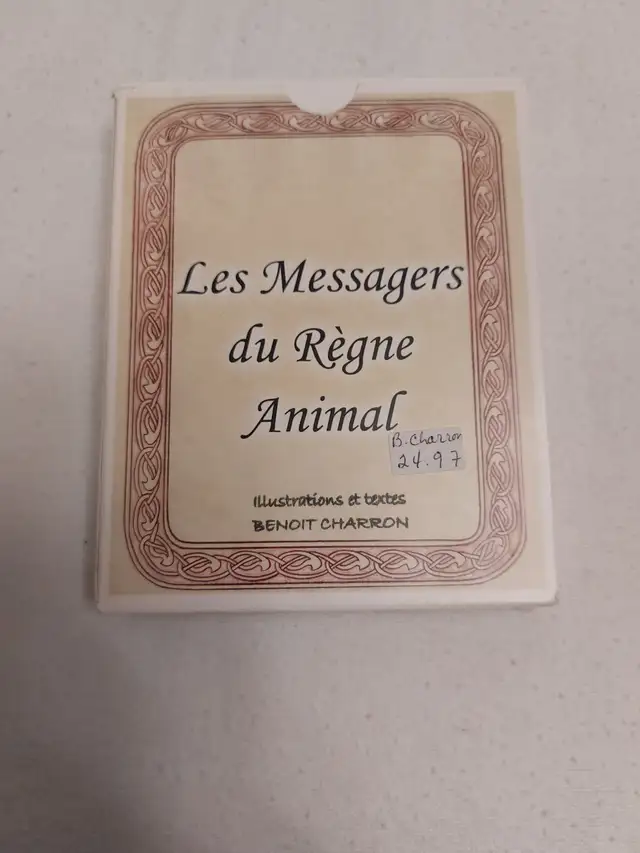 Les Messagers
du Règne
Animal
B. Charron
24.97
Illustrations et textes
BENOIT CHARRON